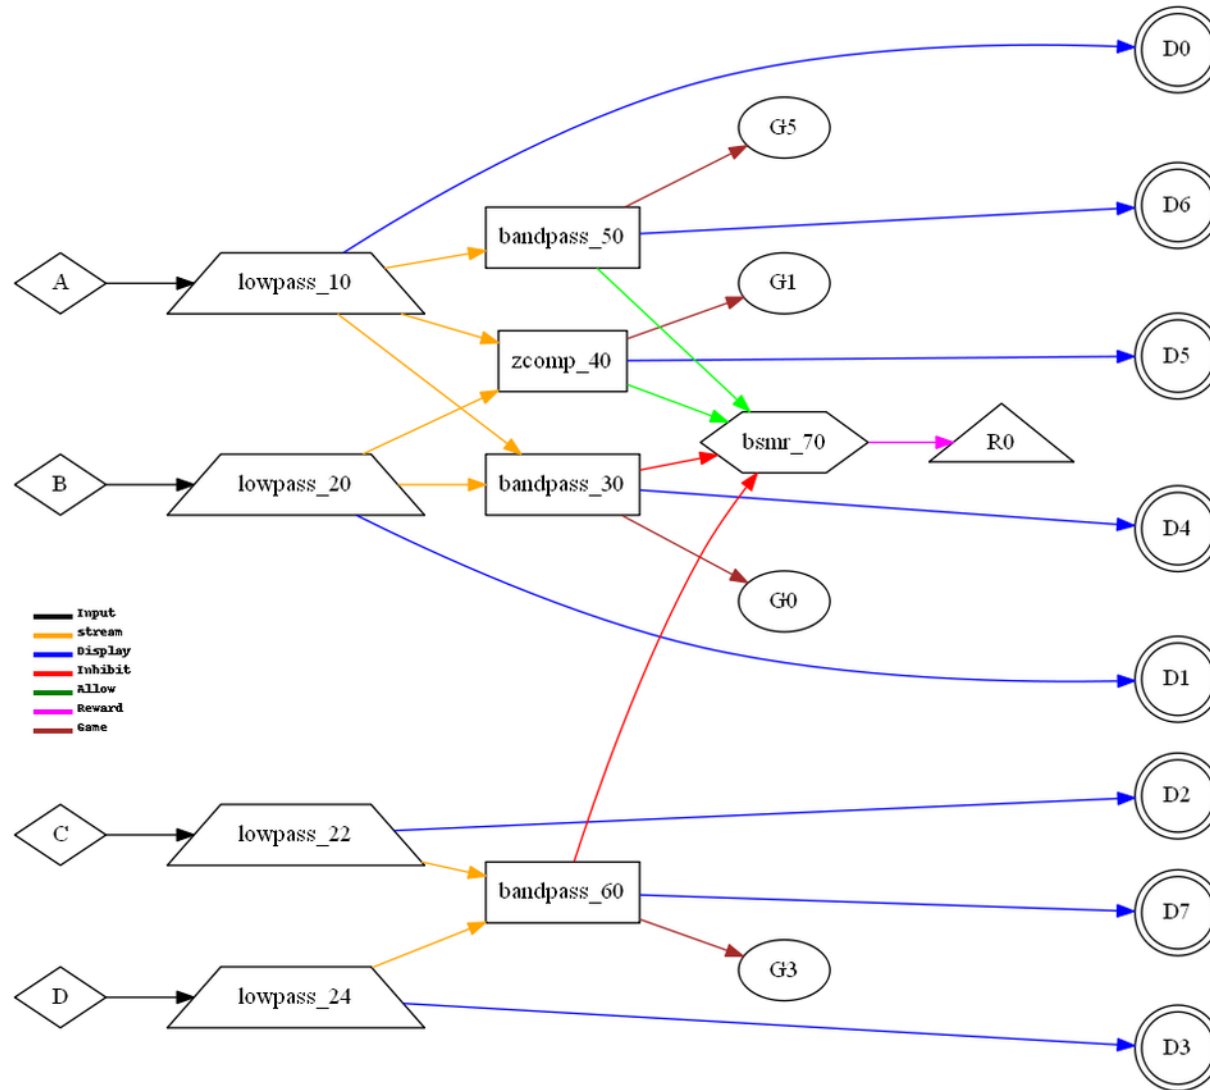 D0
G5
D6
bandpass_50
A
lowpass_10
G1
zcomp_40
D5
bsmr_70
R0
B
lowpass_20
bandpass_30
D4
G0
Input
stream
Display
Inhibit
Allow
Reward
Game
D1
C
lowpass_22
D2
bandpass_60
D7
G3
D
lowpass_24
D3